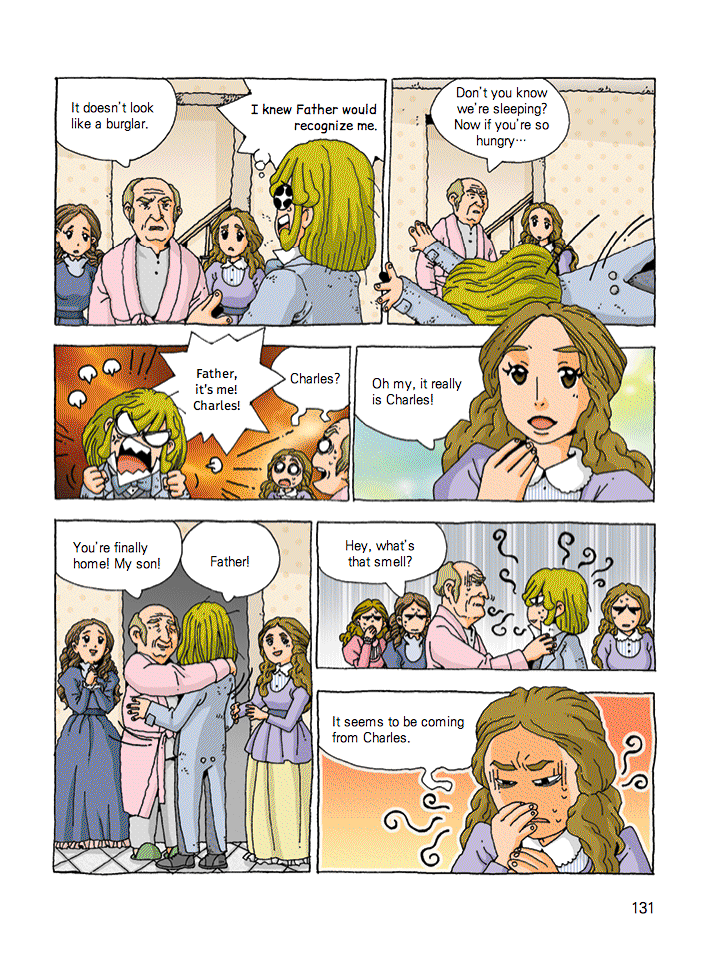 It doesn't look
like a burglar.
I knew Father would
recognize me.
Don't you know
we're sleeping?
Now if you're so
hungry…
Father,
it's me!
Charles!
Charles?
Oh my, it really
is Charles!
You're finally
home! My son!
Father!
Hey, what's
that smell?
It seems to be coming
from Charles.
131